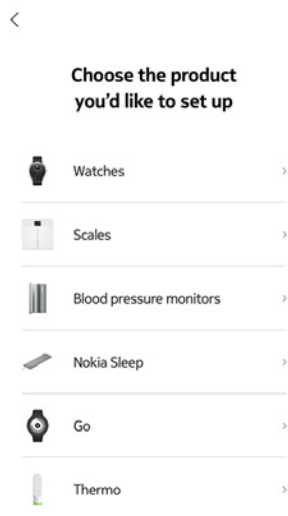 Choose the product
you'd like to set up
Watches
Scales
Blood pressure monitors
Nokia Sleep
Go
Thermo